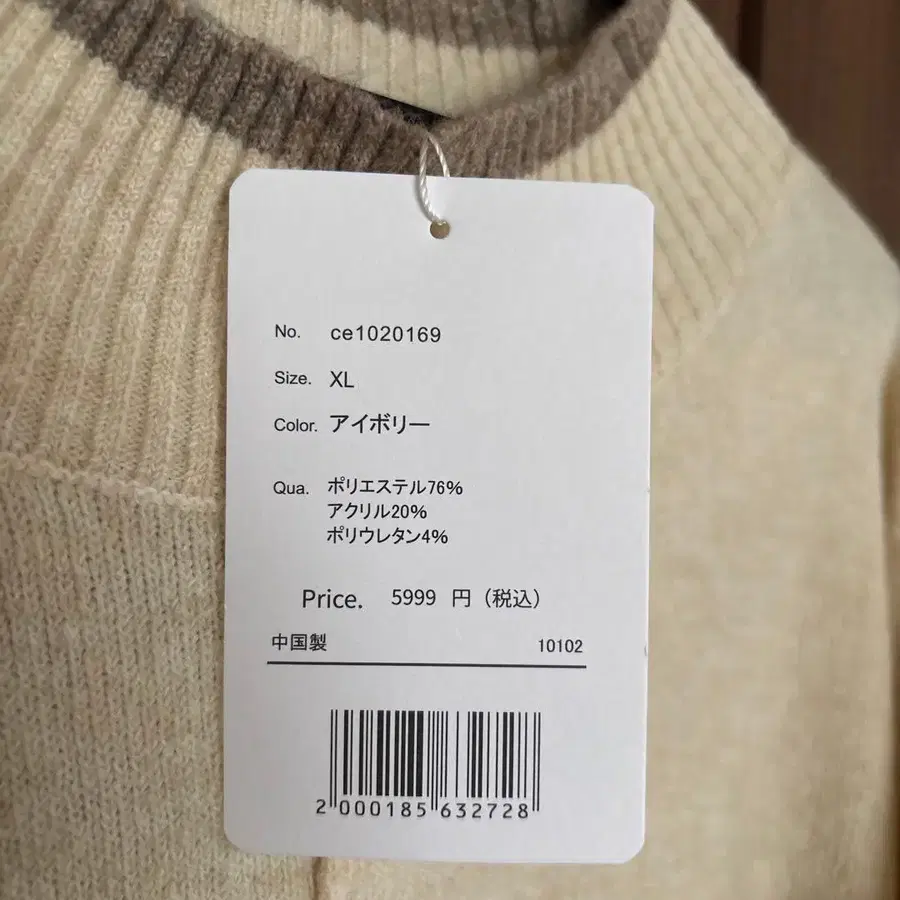 No. ce1020169
Size. XL
Color. アイボリー
Qua. ポリエステル76%
アクリル20%
ポリウレタン4%
Price. 5999 円（税込）
中国製 10102
2 000185 632728